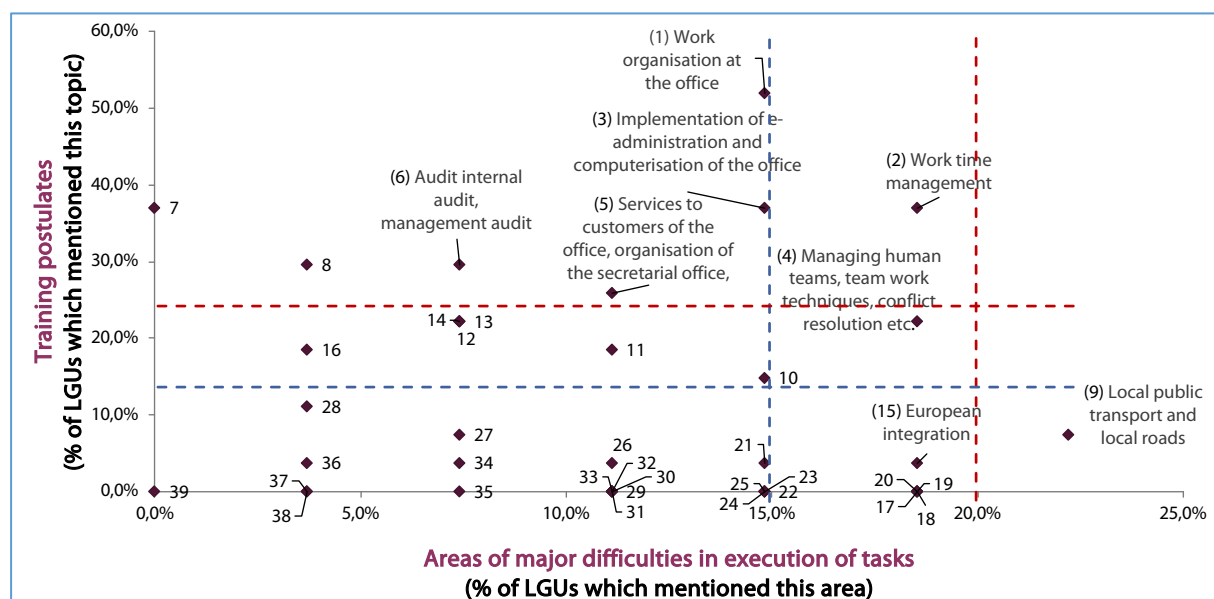 60,0%
50,0%
40,0%
30,0%
20,0%
10,0%
0,0%
Training postulates
(% of LGUs which mentioned this topic)
(1) Work
organisation at
the office
(3) Implementation of e-
administration and
computerisation of the office
(2) Work time
management
(6) Audit internal
audit,
management audit
(5) Services to
customers of the
office, organisation of
the secretarial office,
(4) Managing human
teams, team work
techniques, conflict
resolution etc.
7
8
14
13
12
16
11
10
28
(15) European
integration
(9) Local public
transport and
local roads
27
26
21
36
34
33
32
30
25
23
20
19
39
37
35
29
22
38
31
24
17
18
0,0%
5,0%
10,0%
15,0%
20,0%
25,0%
Areas of major difficulties in execution of tasks
(% of LGUs which mentioned this area)